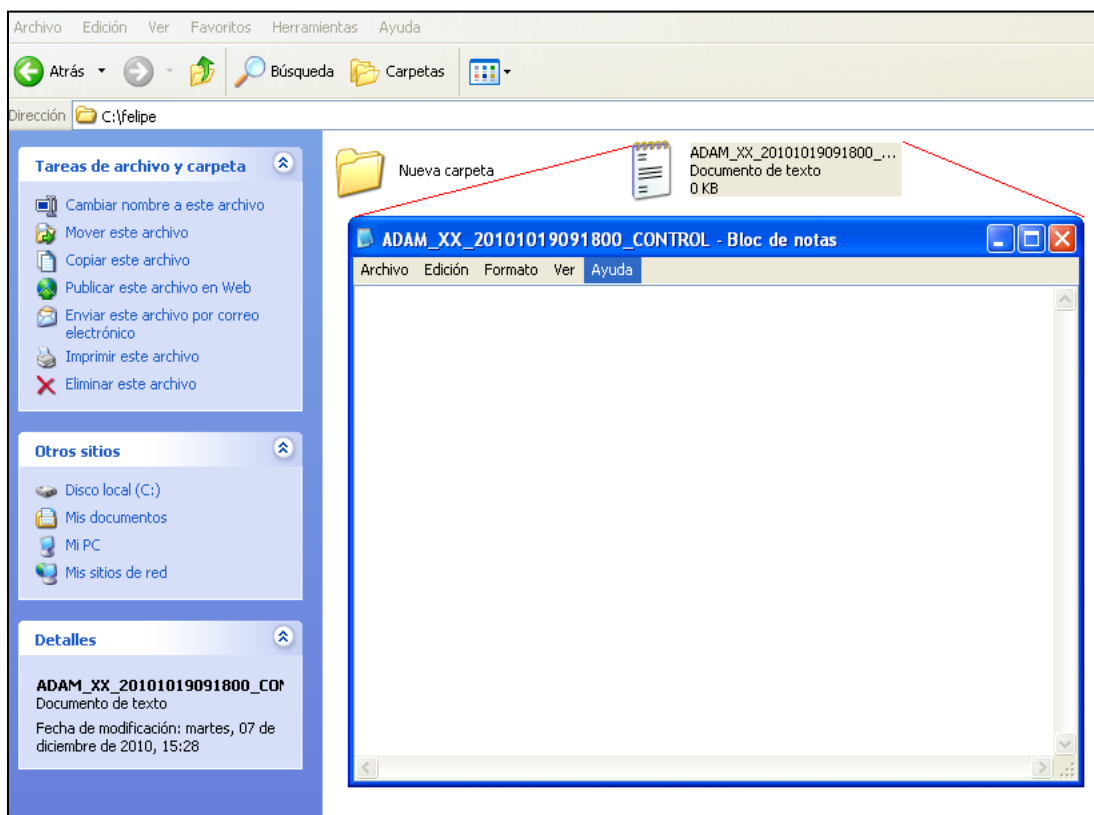 Archivo Edición Ver Favoritos Herramientas Ayuda
Atrás Búsqueda Carpetas
Dirección C:\felipe
Tareas de archivo y carpeta
Cambiar nombre a este archivo
Mover este archivo
Copiar este archivo
Publicar este archivo en Web
Enviar este archivo por correo
electrónico
Imprimir este archivo
Eliminar este archivo
Otros sitios
Disco local (C:)
Mis documentos
Mi PC
Mis sitios de red
Detalles
ADAM_XX_20101019091800_CON
Documento de texto
Fecha de modificación: martes, 07 de
diciembre de 2010, 15:28
Nueva carpeta
ADAM_XX_20101019091800_...
Documento de texto
0 KB
ADAM_XX_20101019091800_CONTROL - Bloc de notas
Archivo Edición Formato Ver Ayuda